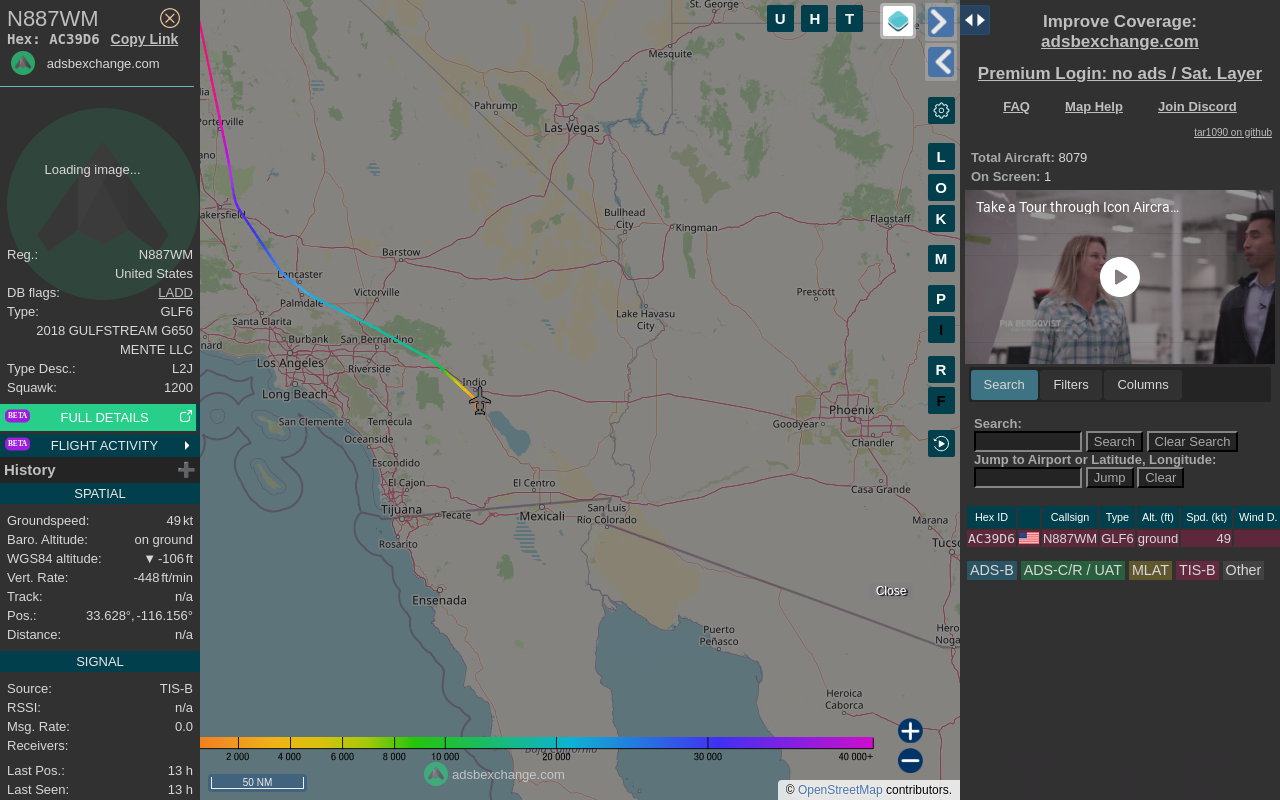 N887WM
Hex: AC39D6 Copy Link
adsbexchange.com
Loading image...
Reg.: N887WM
United States
DB flags: LADD
Type: GLF6
2018 GULFSTREAM G650
MENTE LLC
Type Desc.: L2J
Squawk: 1200
BETA FULL DETAILS
BETA FLIGHT ACTIVITY
History
SPATIAL
Groundspeed: 49 kt
Baro. Altitude: on ground
WGS84 altitude: ▼ -106 ft
Vert. Rate: -448 ft/min
Track: n/a
Pos.: 33.628°, -116.156°
Distance: n/a
SIGNAL
Source: TIS-B
RSSI: n/a
Msg. Rate: 0.0
Receivers:
Last Pos.: 13 h
Last Seen: 13 h
St. George
Mesquite
Pahrump
Las Vegas
Porterville
Bullhead City
Kingman
Flagstaff
Barstow
Lancaster
Victorville
Palmdale
Prescott
Santa Clarita
Lake Havasu City
Burbank
San Bernardino
Los Angeles
Riverside
Indio
Long Beach
Phoenix
San Clemente
Temecula
Goodyear
Oceanside
Chandler
Escondido
El Cajon
El Centro
Casa Grande
Tijuana
Tecate
Mexicali
San Luis Río Colorado
Marana
Rosarito
Ensenada
Puerto Peñasco
Heroica Caborca
Baja California
U H T
L
O
K
M
P
I
R
F
Close
2 000 4 000 6 000 8 000 10 000 20 000 30 000 40 000+
adsbexchange.com
50 NM
© OpenStreetMap contributors.
Improve Coverage:
adsbexchange.com
Premium Login: no ads / Sat. Layer
FAQ Map Help Join Discord
tar1090 on github
Total Aircraft: 8079
On Screen: 1
Take a Tour through Icon Aircra...
PIA BERGQVIST
Search Filters Columns
Search:
Search Clear Search
Jump to Airport or Latitude, Longitude:
Jump Clear
Hex ID Callsign Type Alt. (ft) Spd. (kt) Wind D.
AC39D6 N887WM GLF6 ground 49
ADS-B ADS-C/R / UAT MLAT TIS-B Other